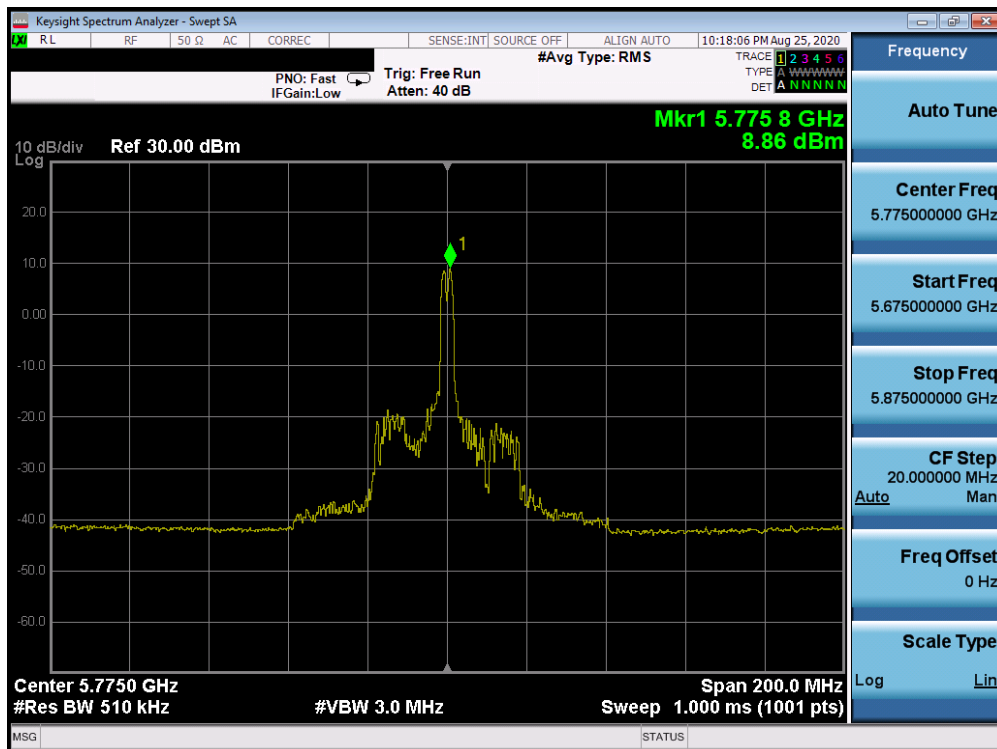 Keysight Spectrum Analyzer - Swept SA
LXI RL RF 50 Ω AC CORREC SENSE:INT SOURCE OFF ALIGN AUTO 10:18:06 PM Aug 25, 2020
#Avg Type: RMS
TRACE 1 2 3 4 5 6
PNO: Fast Trig: Free Run
TYPE A WWWWW
IFGain:Low Atten: 40 dB
DET A N N N N N
Mkr1 5.775 8 GHz
8.86 dBm
10 dB/div Ref 30.00 dBm
Log
1
20.0
10.0
0.00
-10.0
-20.0
-30.0
-40.0
-50.0
-60.0
Center 5.7750 GHz Span 200.0 MHz
#Res BW 510 kHz #VBW 3.0 MHz Sweep 1.000 ms (1001 pts)
MSG STATUS
Frequency
Auto Tune
Center Freq
5.775000000 GHz
Start Freq
5.675000000 GHz
Stop Freq
5.875000000 GHz
CF Step
20.000000 MHz
Auto Man
Freq Offset
0 Hz
Scale Type
Log Lin